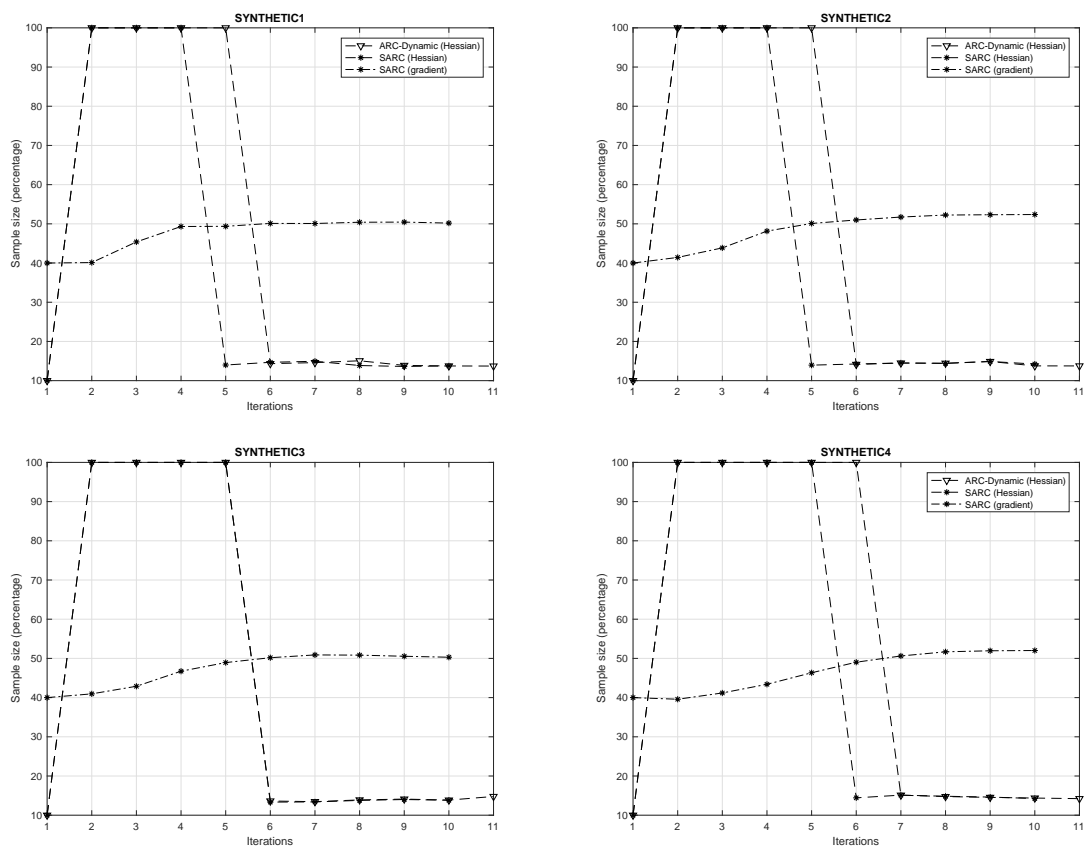 SYNTHETIC1
ARC-Dynamic (Hessian)
SARC (Hessian)
SARC (gradient)
Sample size (percentage)
100
90
80
70
60
50
40
30
20
10
1 2 3 4 5 6 7 8 9 10 11
Iterations
SYNTHETIC2
ARC-Dynamic (Hessian)
SARC (Hessian)
SARC (gradient)
Sample size (percentage)
100
90
80
70
60
50
40
30
20
10
1 2 3 4 5 6 7 8 9 10 11
Iterations
SYNTHETIC3
Sample size (percentage)
100
90
80
70
60
50
40
30
20
10
1 2 3 4 5 6 7 8 9 10 11
Iterations
SYNTHETIC4
ARC-Dynamic (Hessian)
SARC (Hessian)
SARC (gradient)
Sample size (percentage)
100
90
80
70
60
50
40
30
20
10
1 2 3 4 5 6 7 8 9 10 11
Iterations